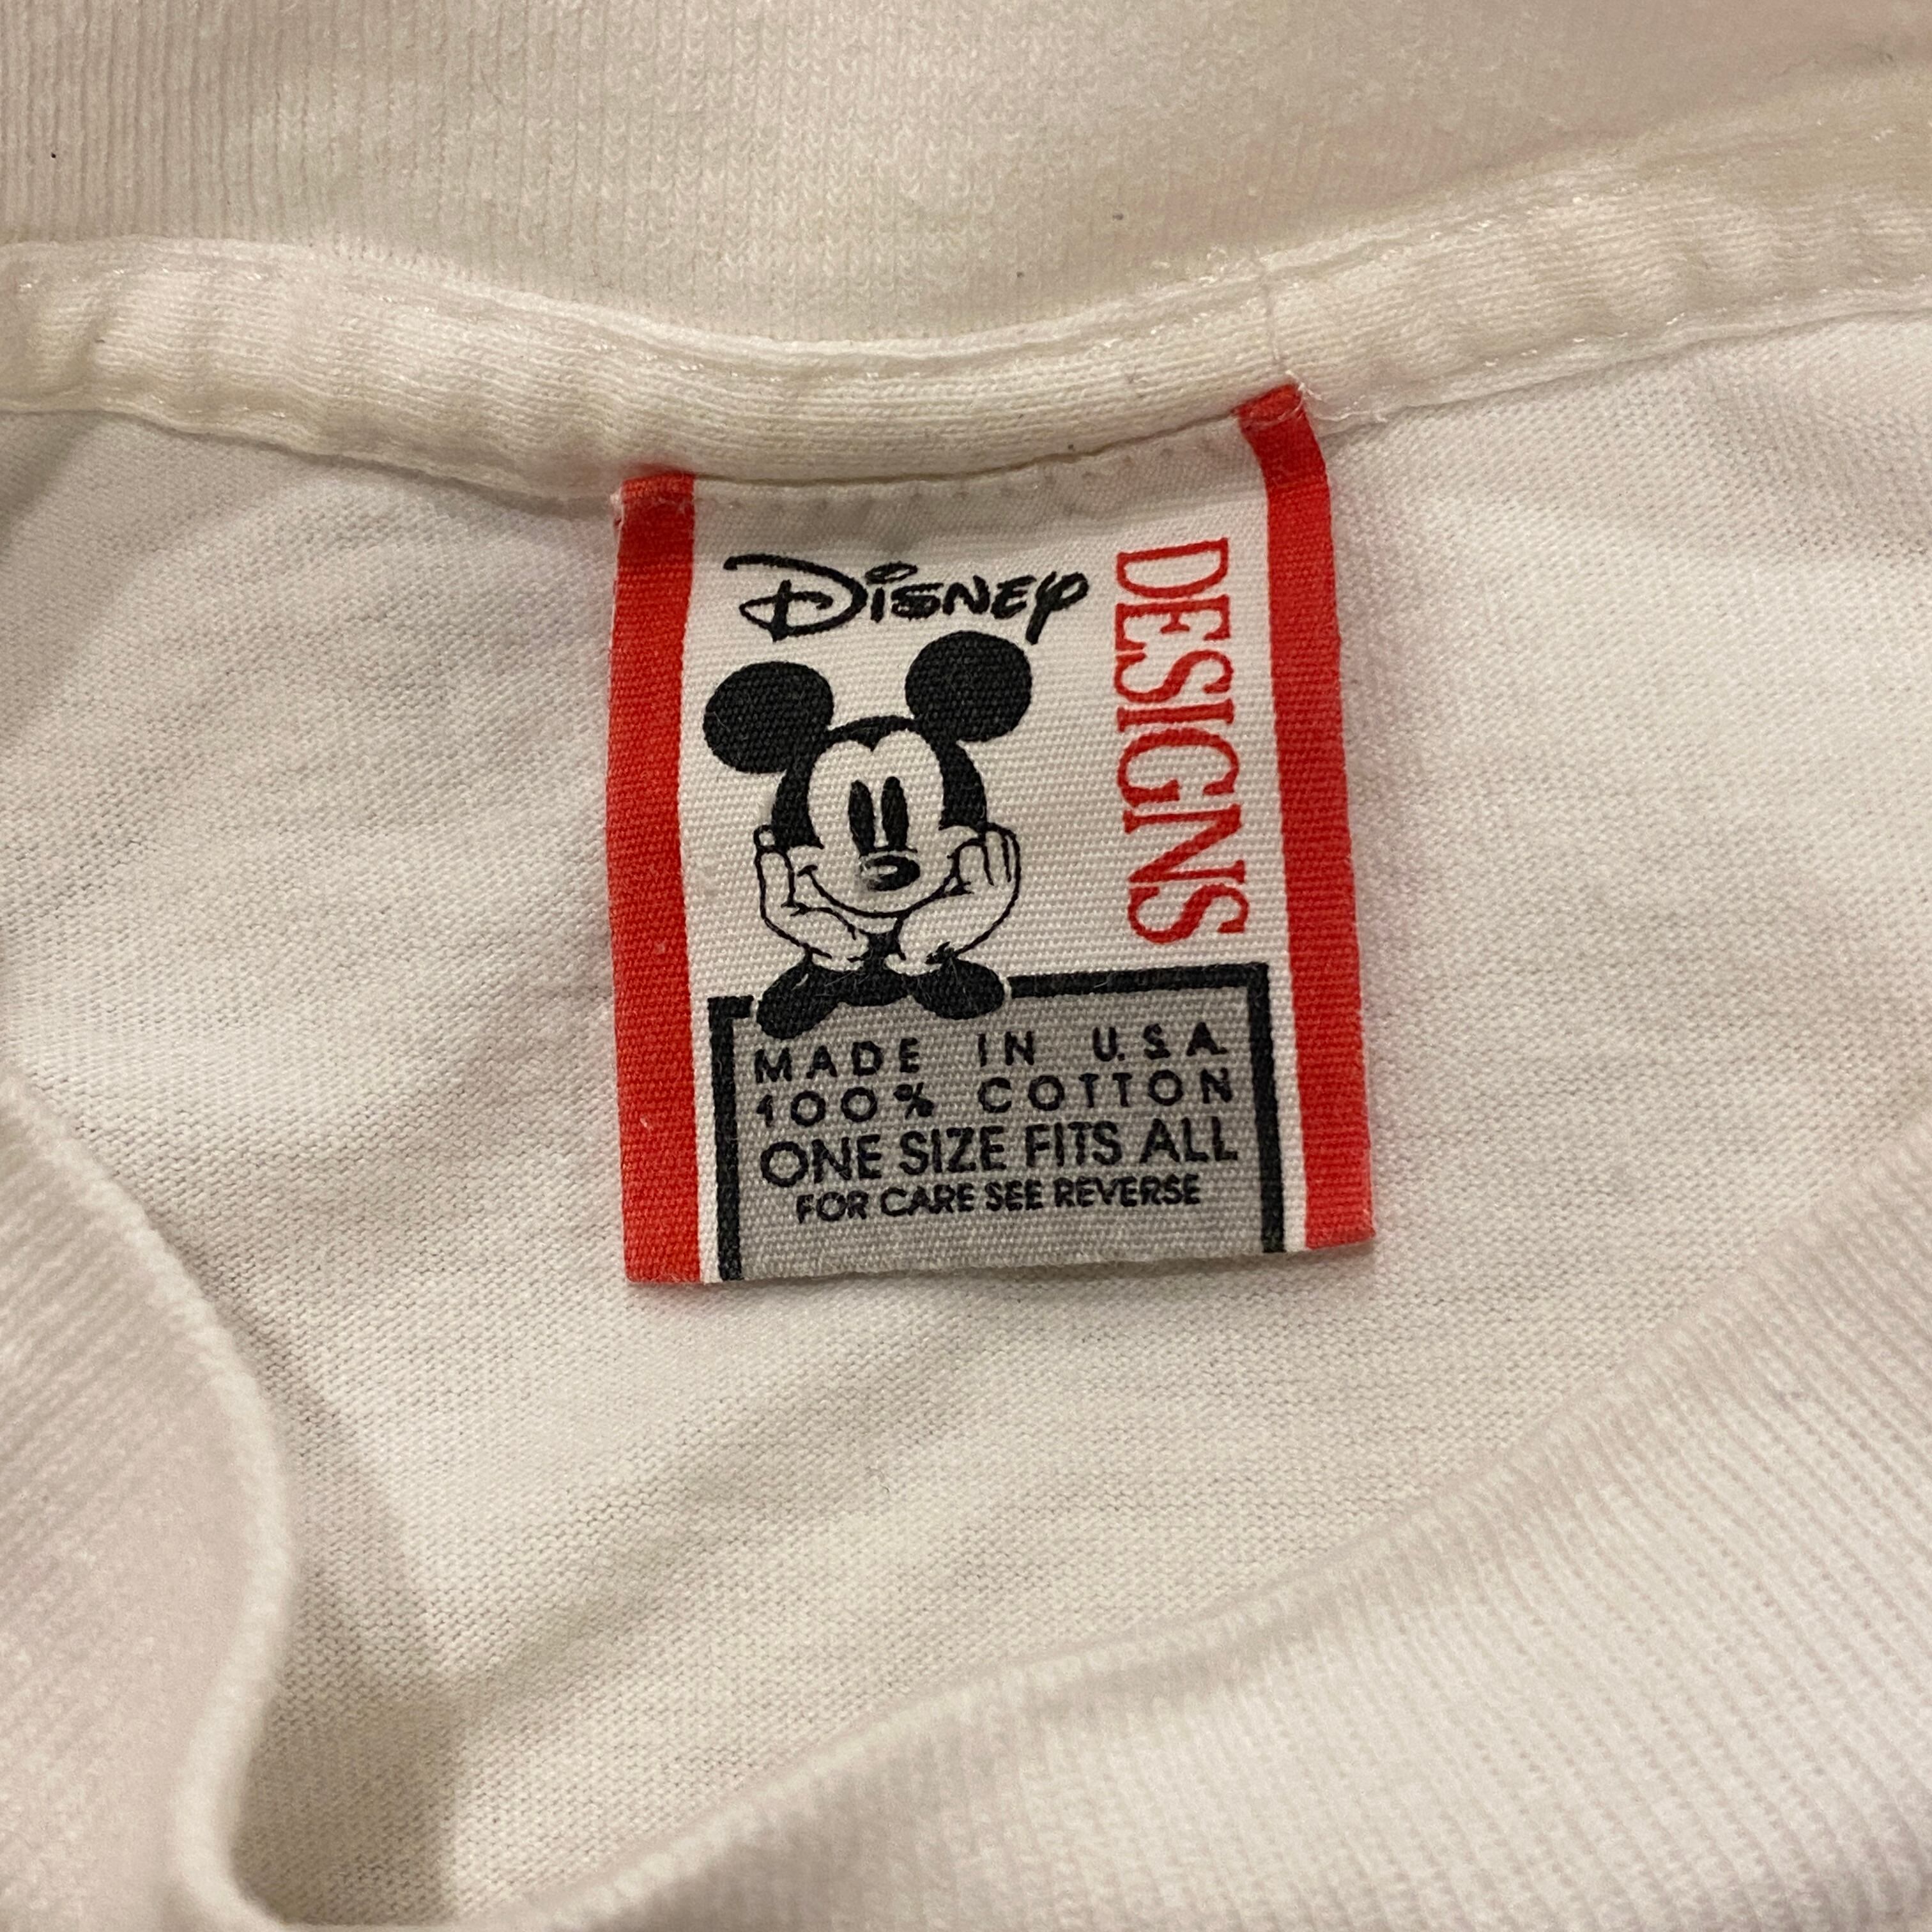 Disney
DESIGNS
MADE IN U.S.A.
100% COTTON
ONE SIZE FITS ALL
FOR CARE SEE REVERSE